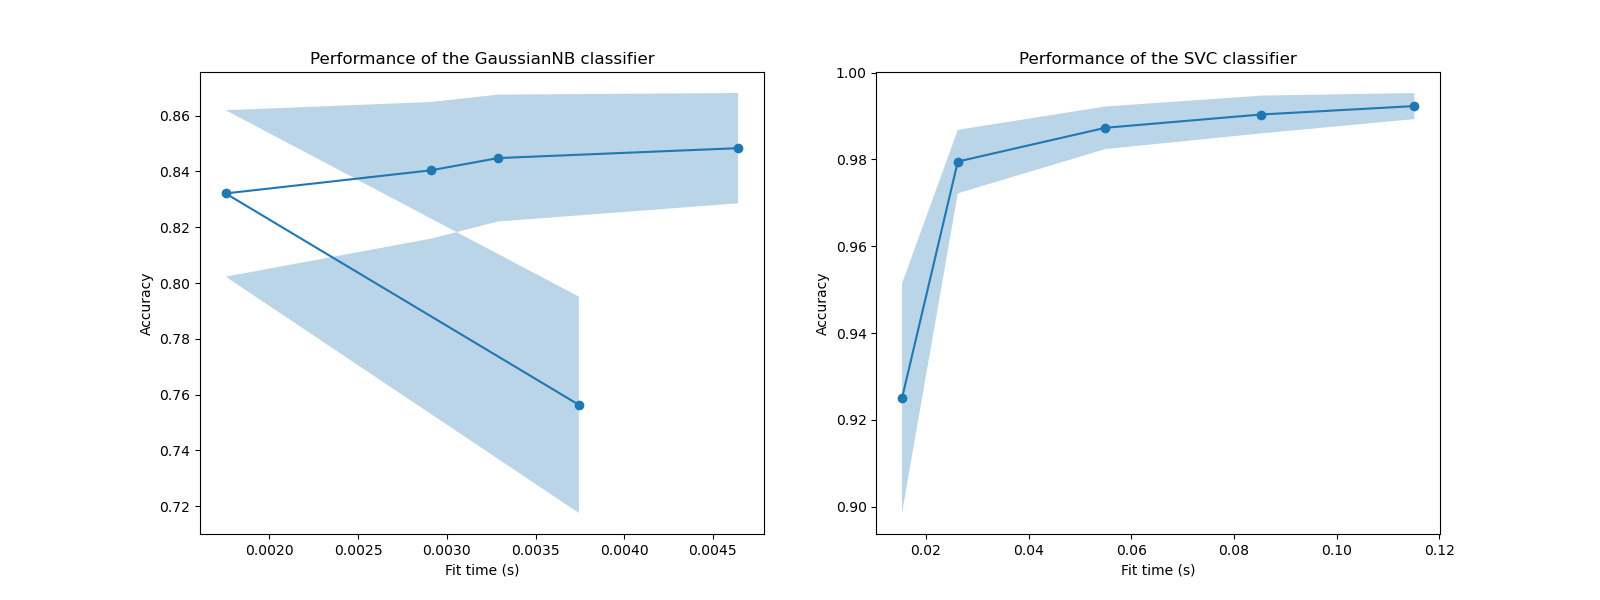 Performance of the GaussianNB classifier
Accuracy
0.86
0.84
0.82
0.80
0.78
0.76
0.74
0.72
0.0020 0.0025 0.0030 0.0035 0.0040 0.0045
Fit time (s)
Performance of the SVC classifier
Accuracy
1.00
0.98
0.96
0.94
0.92
0.90
0.02 0.04 0.06 0.08 0.10 0.12
Fit time (s)